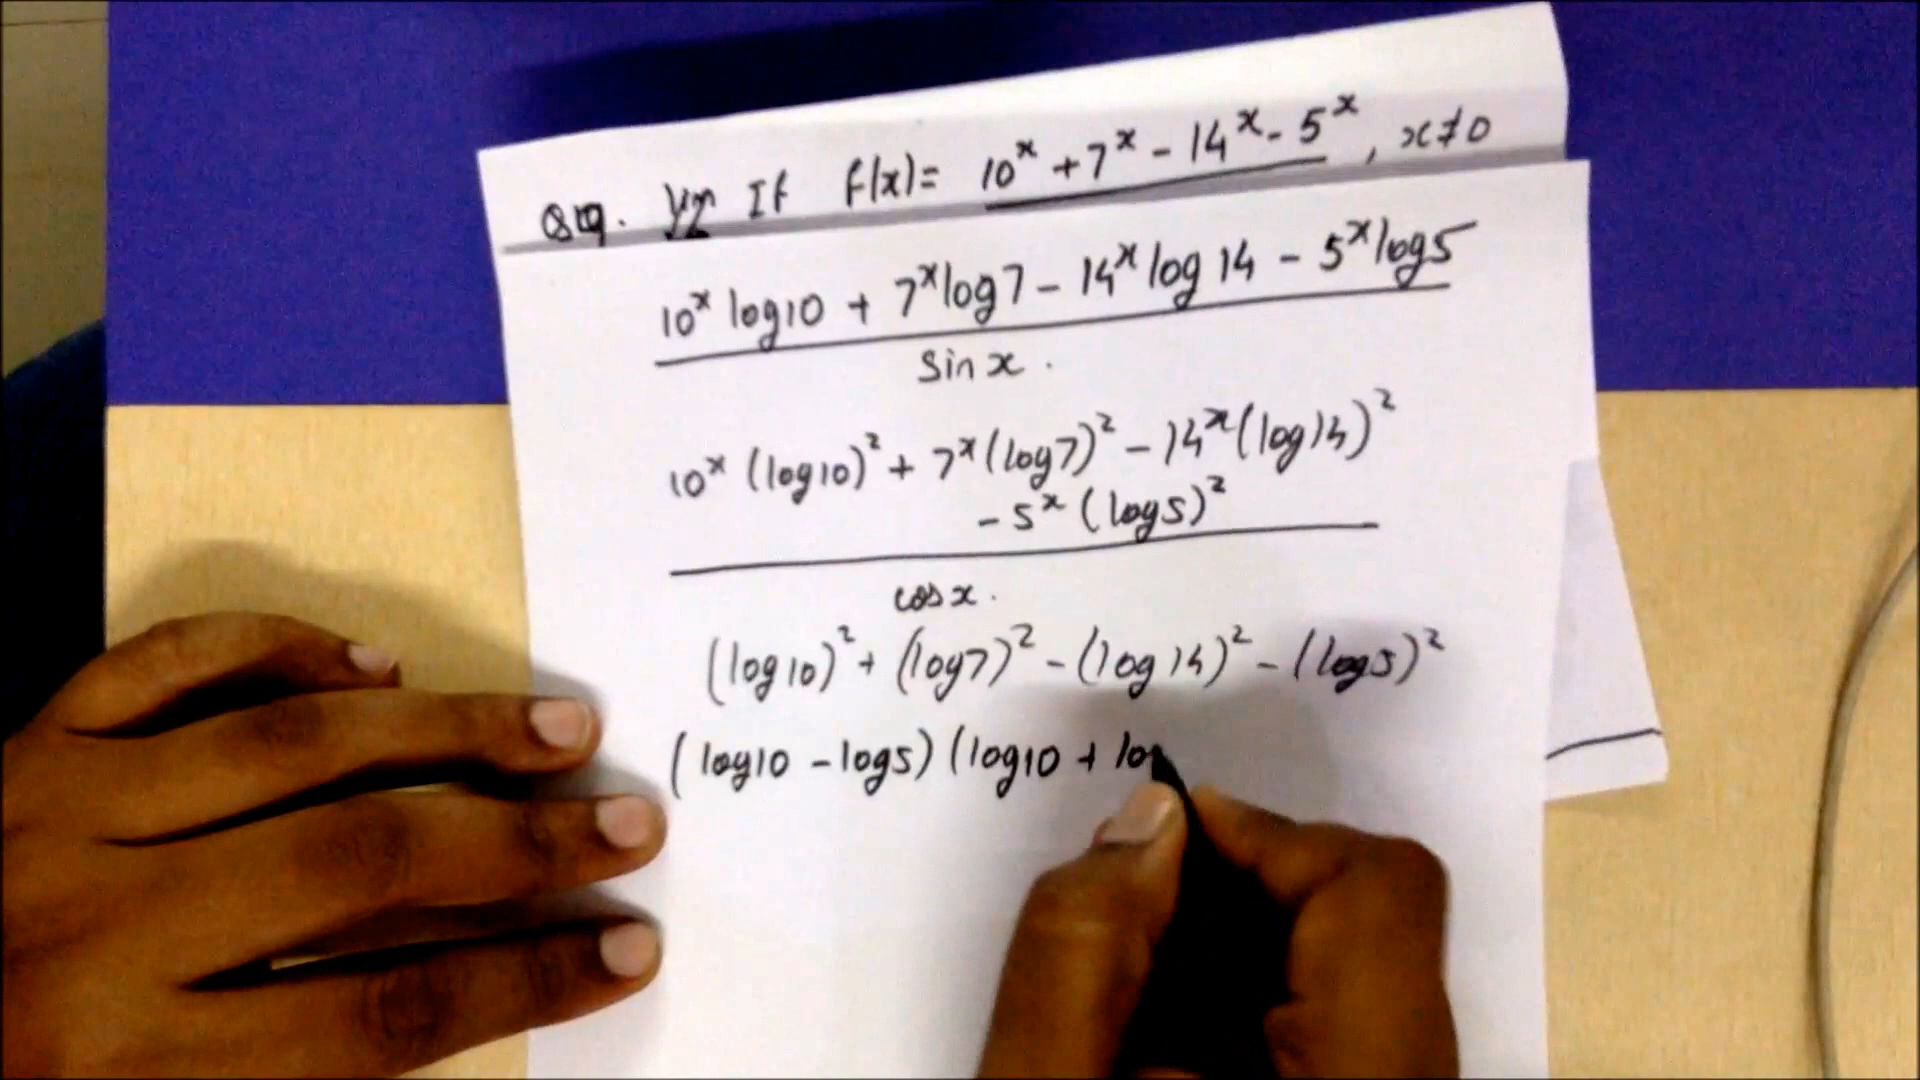 Q19. If f(x)= 10^x + 7^x - 14^x - 5^x , x≠0
10^x log10 + 7^x log7 - 14^x log 14 - 5^x log5
sin x .
10^x (log10)^2 + 7^x (log7)^2 - 14^x (log14)^2
- 5^x (log5)^2
cos x .
(log10)^2 + (log7)^2 - (log14)^2 - (log5)^2
(log10 - log5) (log10 + log